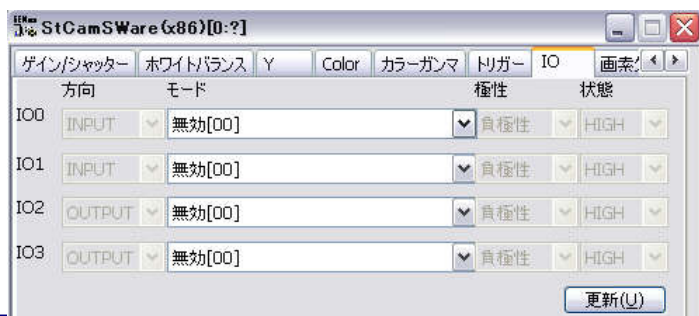 StCamSWare (x86)[0:?]
ゲイン/シャッター ホワイトバランス Y Color カラーガンマ トリガー IO 画素
方向 モード 極性 状態
IO0 INPUT 無効[00] 負極性 HIGH
IO1 INPUT 無効[00] 負極性 HIGH
IO2 OUTPUT 無効[00] 負極性 HIGH
IO3 OUTPUT 無効[00] 負極性 HIGH
更新(U)